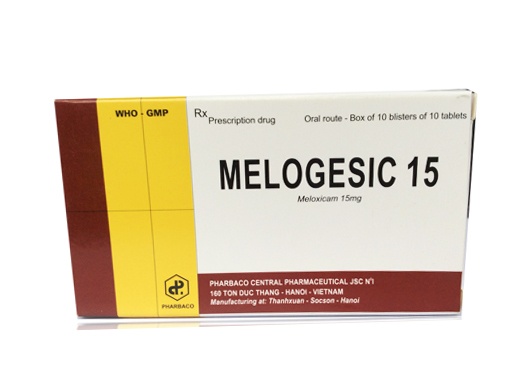 WHO - GMP
Rx Prescription drug
Oral route - Box of 10 blisters of 10 tablets
MELOGESIC 15
Meloxicam 15mg
PHARBACO
PHARBACO CENTRAL PHARMACEUTICAL JSC N°I
160 TON DUC THANG - HANOI - VIETNAM
Manufacturing at: Thanhxuan - Socson - Hanoi